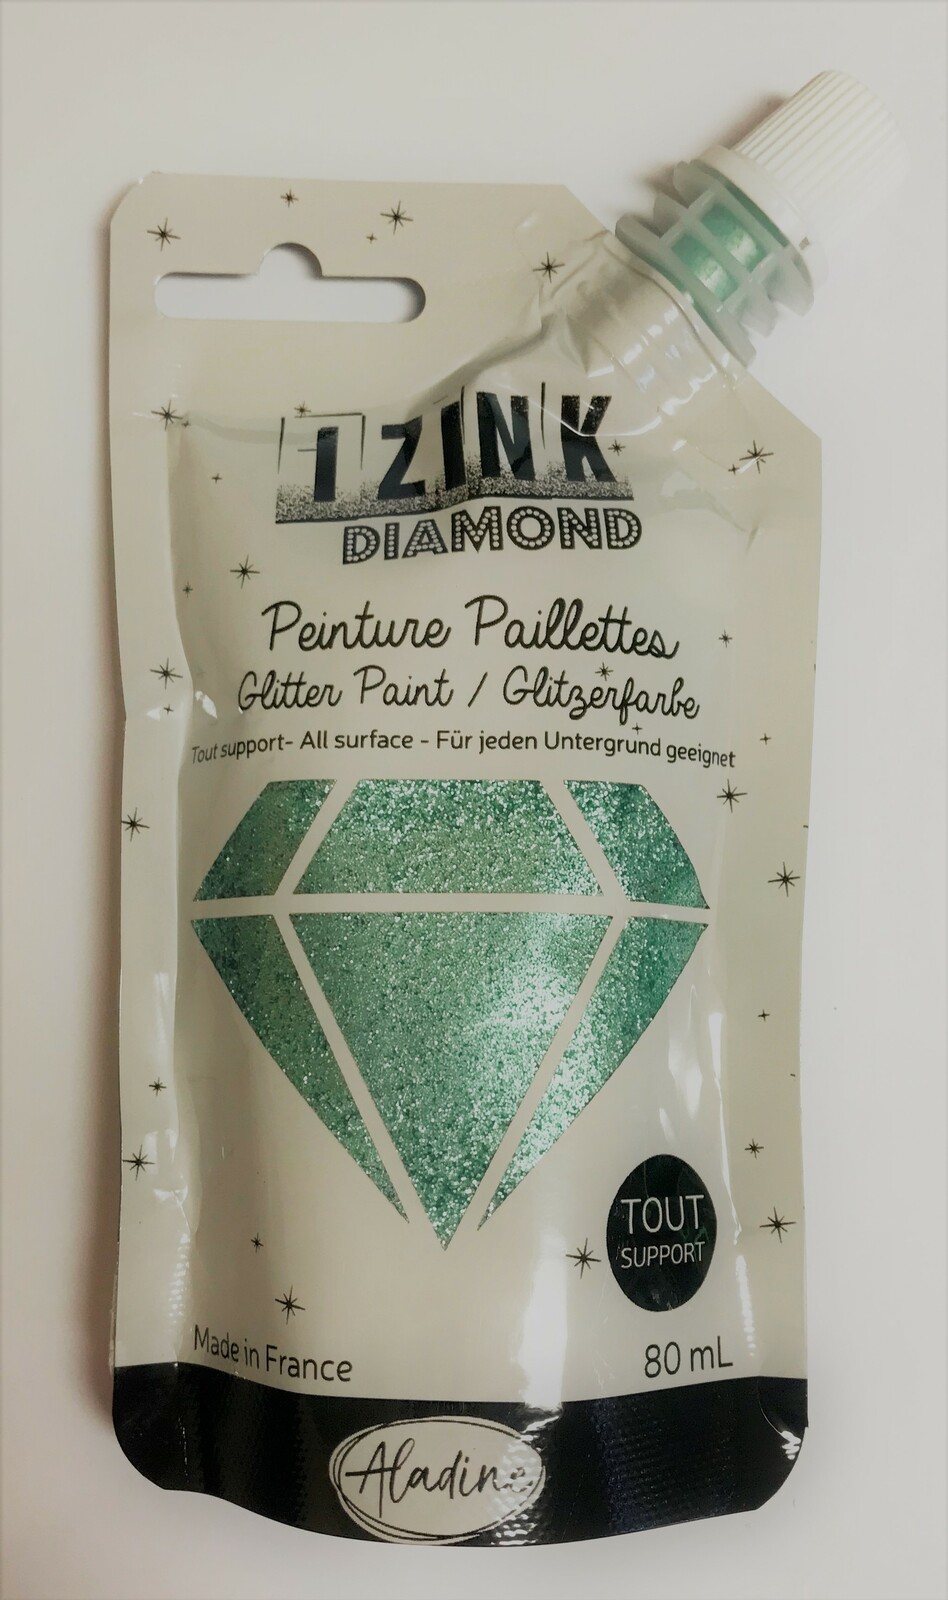 IZINK
DIAMOND
Peinture Paillettes
Glitter Paint / Glitzerfarbe
Tout support- All surface - Für jeden Untergrund geeignet
TOUT
SUPPORT
Made in France
80 mL
Aladine